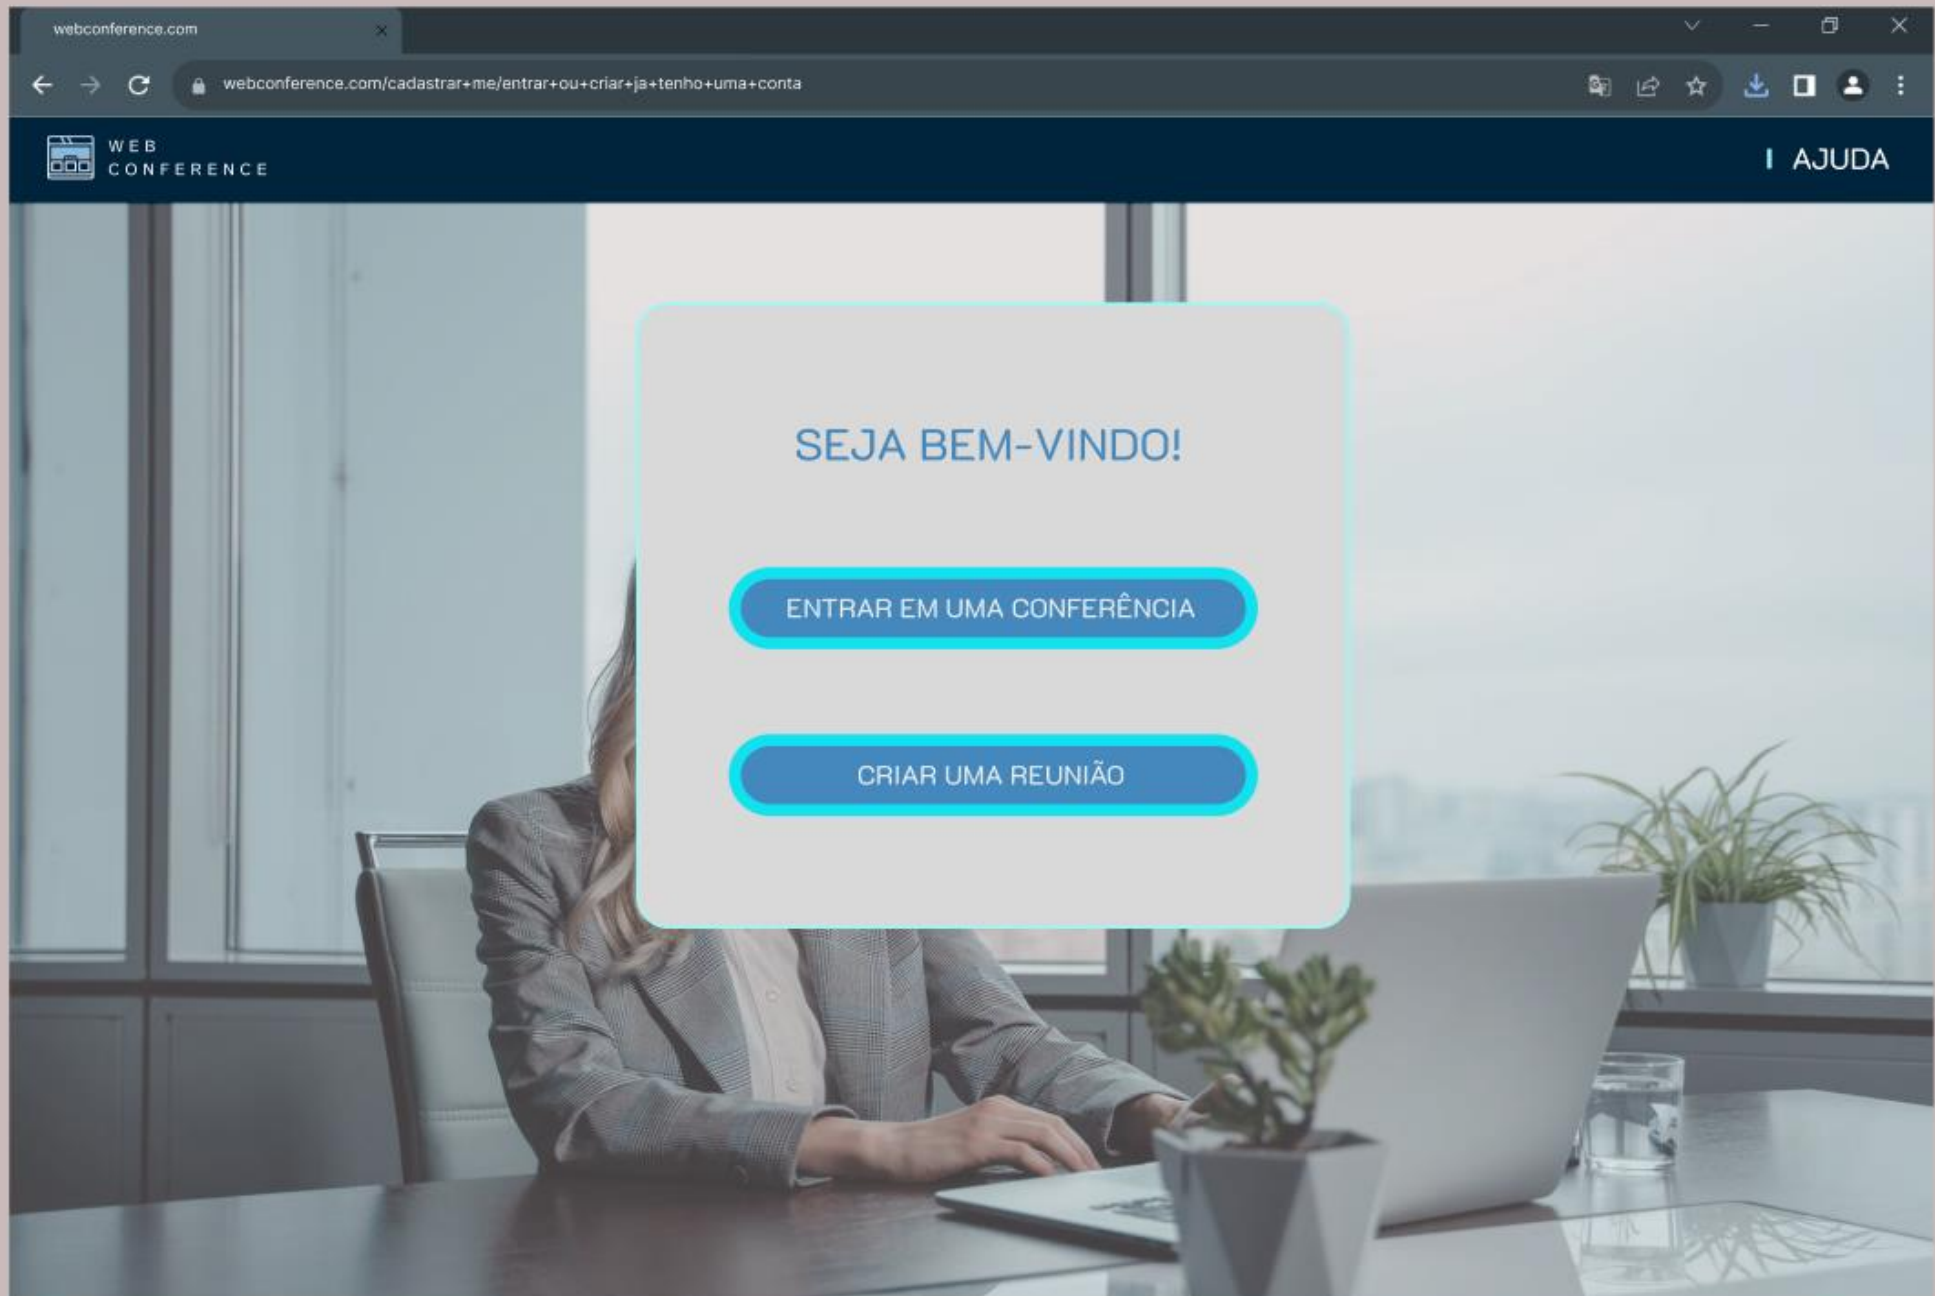 webconference.com
webconference.com/cadastrar+me/entrar+ou+criar+ja+tenho+uma+conta
WEB
CONFERENCE
AJUDA
SEJA BEM-VINDO!
ENTRAR EM UMA CONFERÊNCIA
CRIAR UMA REUNIÃO